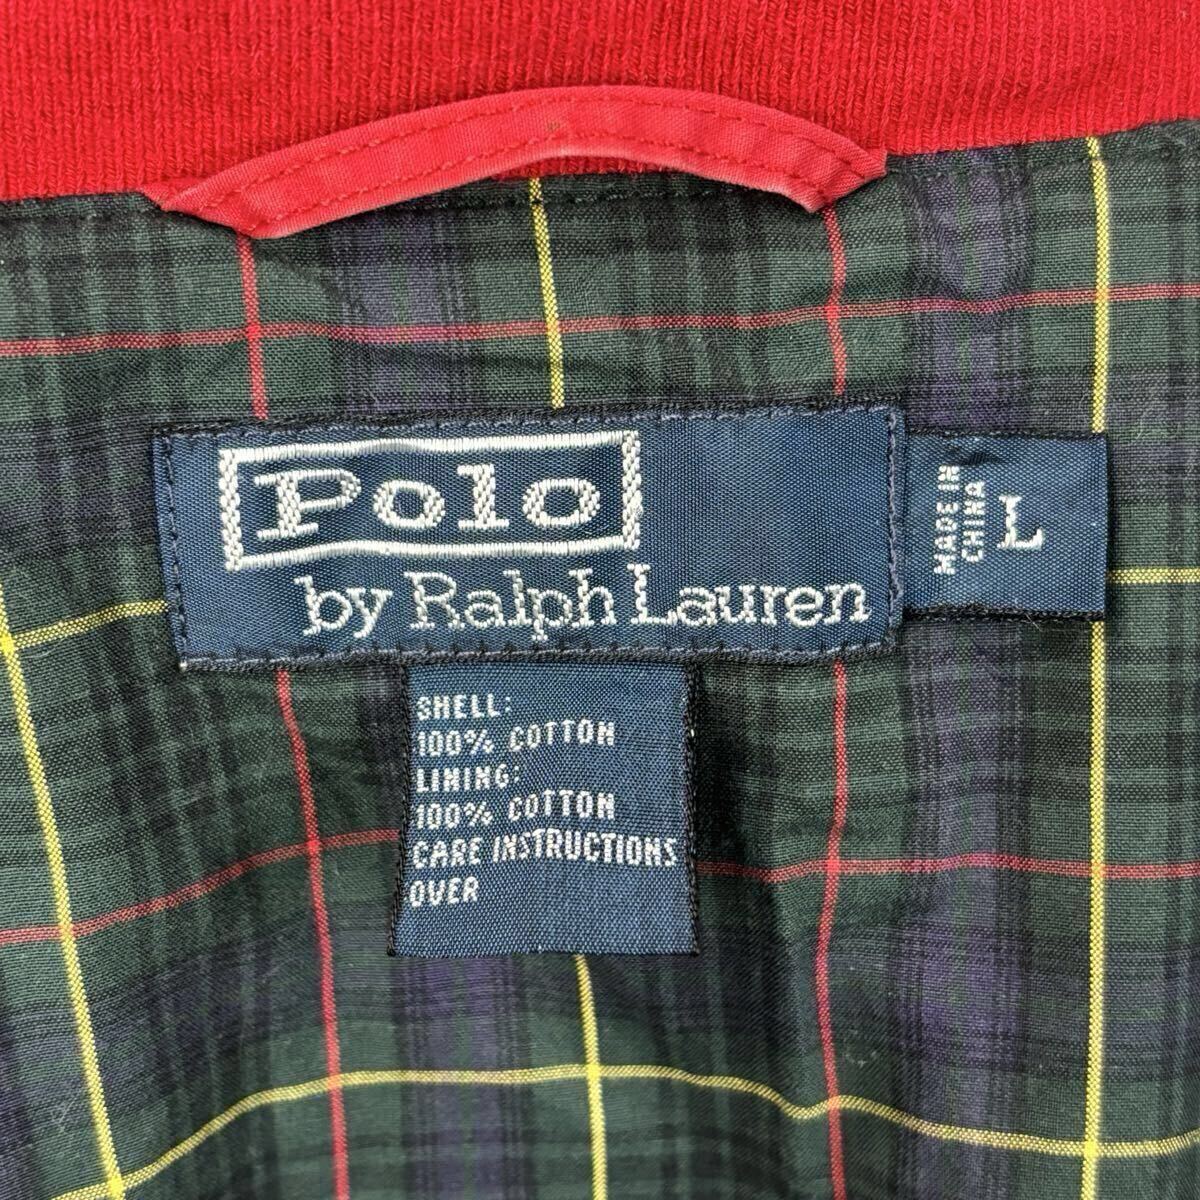 Polo
by Ralph Lauren
MADE IN
CHINA
L
SHELL:
100% COTTON
LINING:
100% COTTON
CARE INSTRUCTIONS
OVER